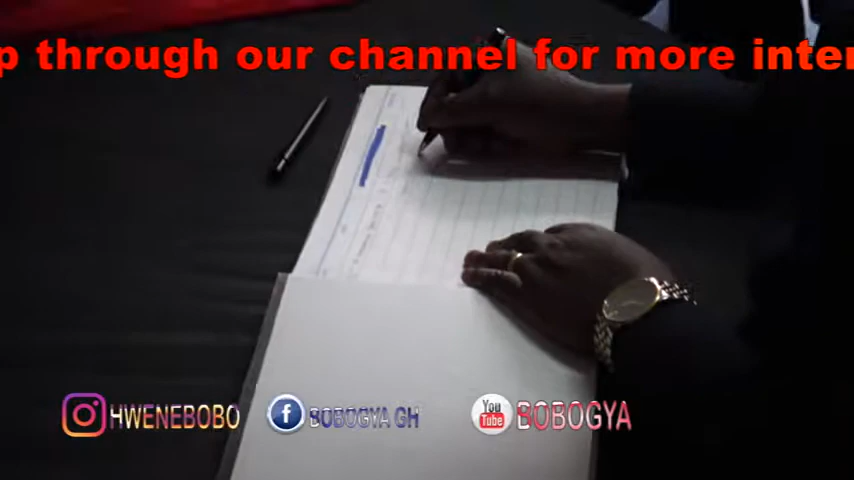 p through our channel for more inter
HWENEBOBO
BOBOGYA GH
You
Tube
BOBOGYA